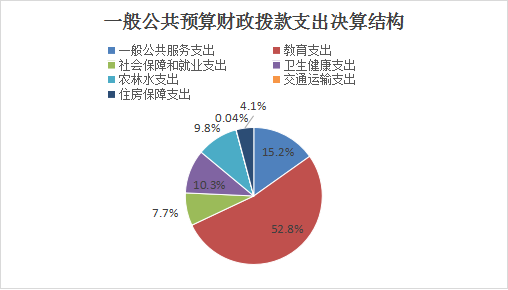 一般公共预算财政拨款支出决算结构
一般公共服务支出 教育支出
社会保障和就业支出 卫生健康支出
农林水支出 交通运输支出
住房保障支出
4.1%
0.04%
9.8%
15.2%
10.3%
7.7%
52.8%